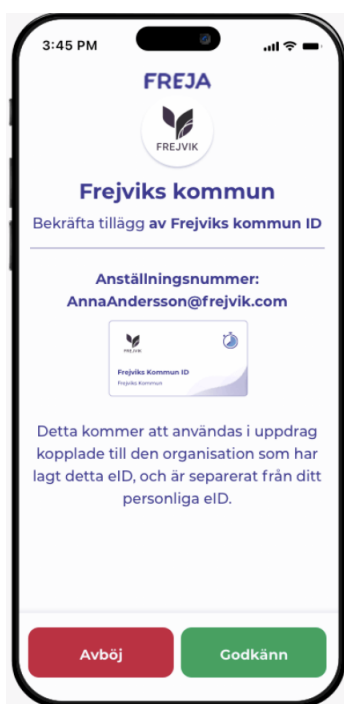 3:45 PM
FREJA
FREJVIK
Frejviks kommun
Bekräfta tillägg av Frejviks kommun ID
Anställningsnummer:
AnnaAndersson@frejvik.com
FREJVIK
Frejviks Kommun ID
Frejviks Kommun
Detta kommer att användas i uppdrag
kopplade till den organisation som har
lagt detta eID, och är separerat från ditt
personliga eID.
Avböj
Godkänn